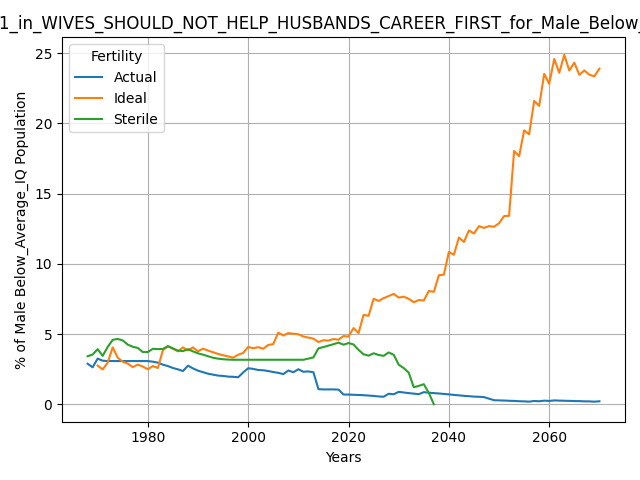 1_in_WIVES_SHOULD_NOT_HELP_HUSBANDS_CAREER_FIRST_for_Male_Below_
25
20
15
10
5
0
% of Male Below_Average_IQ Population
Fertility
Actual
Ideal
Sterile
1980
2000
2020
2040
2060
Years